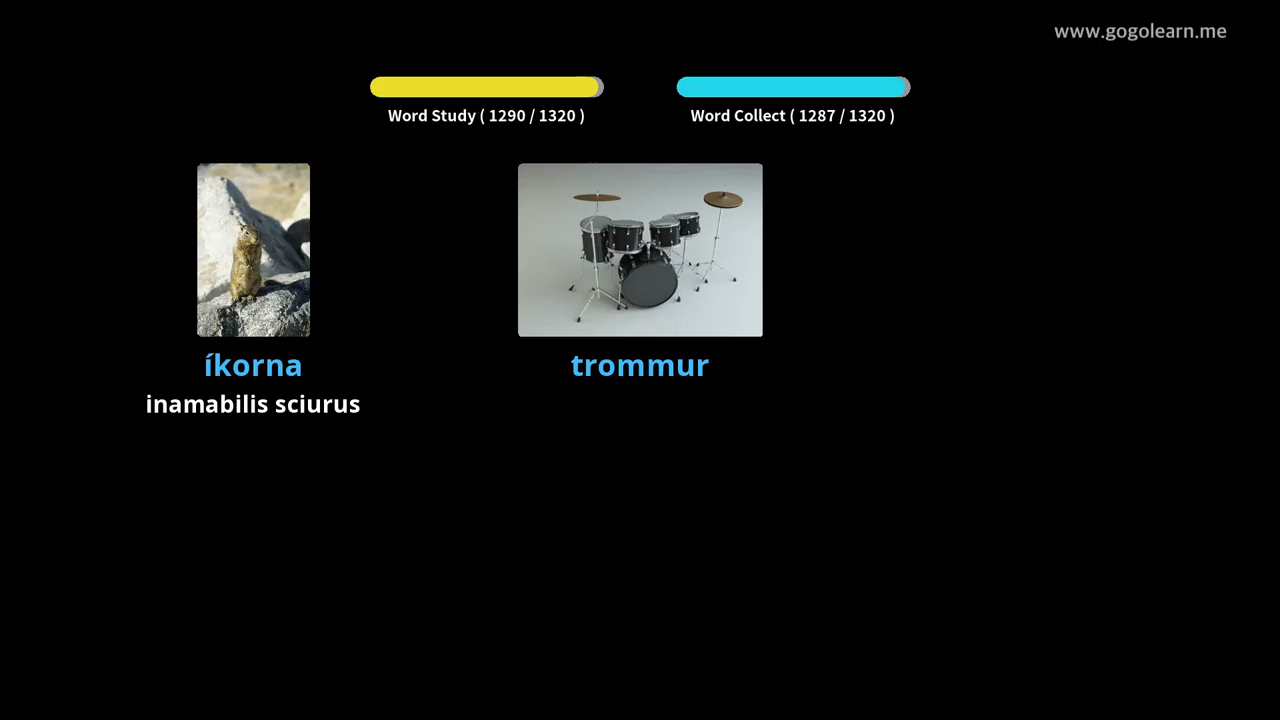 www.gogolearn.me
Word Study ( 1290 / 1320 )
Word Collect ( 1287 / 1320 )
íkorna
trommur
inamabilis sciurus